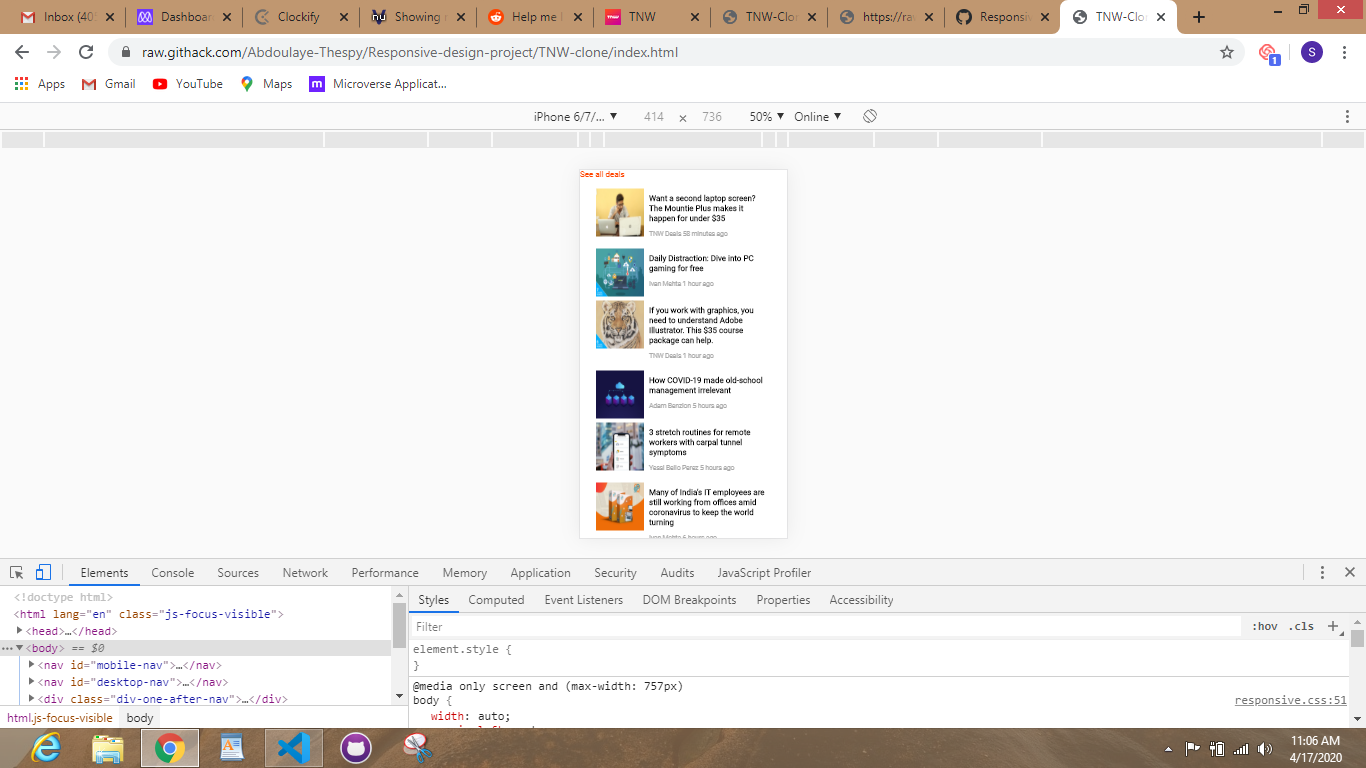 Inbox (40
Dashboar
Clockify
Showing r
Help me I
TNW
TNW-Clor
https://rav
Responsiv
TNW-Clo
raw.githack.com/Abdoulaye-Thespy/Responsive-design-project/TNW-clone/index.html
1
S
Apps
Gmail
YouTube
Maps
Microverse Applicat...
iPhone 6/7/... ▼ 414 × 736 50% ▼ Online ▼
See all deals
Want a second laptop screen?
The Mountie Plus makes it
happen for under $35
TNW Deals 58 minutes ago
Daily Distraction: Dive into PC
gaming for free
Ivan Mehta 1 hour ago
If you work with graphics, you
need to understand Adobe
Illustrator. This $35 course
package can help.
TNW Deals 1 hour ago
How COVID-19 made old-school
management irrelevant
Adam Benzion 5 hours ago
3 stretch routines for remote
workers with carpal tunnel
symptoms
Yessi Bello Perez 5 hours ago
Many of India's IT employees are
still working from offices amid
coronavirus to keep the world
turning
Ivan Mehta 6 hours ago
Elements Console Sources Network Performance Memory Application Security Audits JavaScript Profiler
<!doctype html>
<html lang="en" class="js-focus-visible">
<head>…</head>
<body> == $0
<nav id="mobile-nav">…</nav>
<nav id="desktop-nav">…</nav>
<div class="div-one-after-nav">…</div>
html.js-focus-visible body
Styles Computed Event Listeners DOM Breakpoints Properties Accessibility
Filter :hov .cls +
element.style {
}
@media only screen and (max-width: 757px)
body { responsive.css:51
width: auto;
11:06 AM
4/17/2020